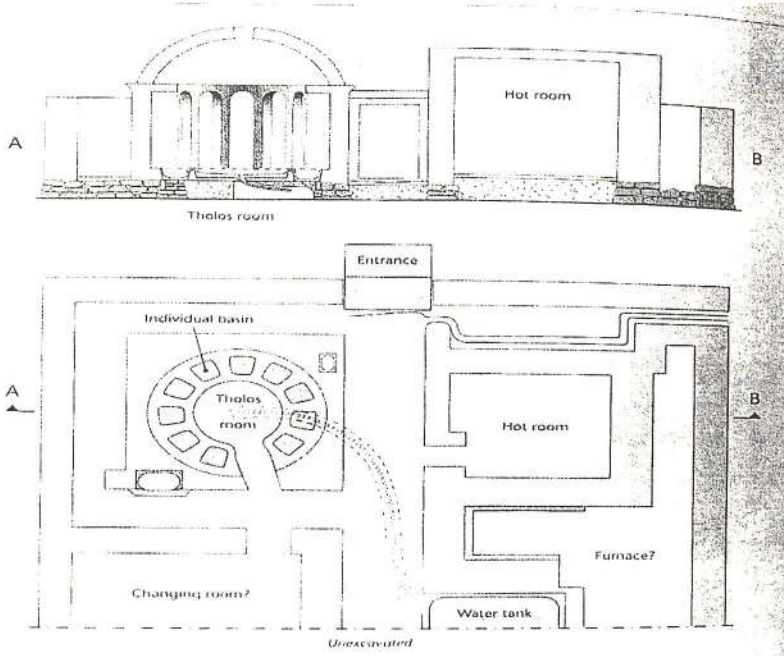 Hot room
A
B
Tholos room
Entrance
Individual basin
A
Tholos
room
B
Hot room
Furnace?
Changing room?
Water tank
Unexcavated